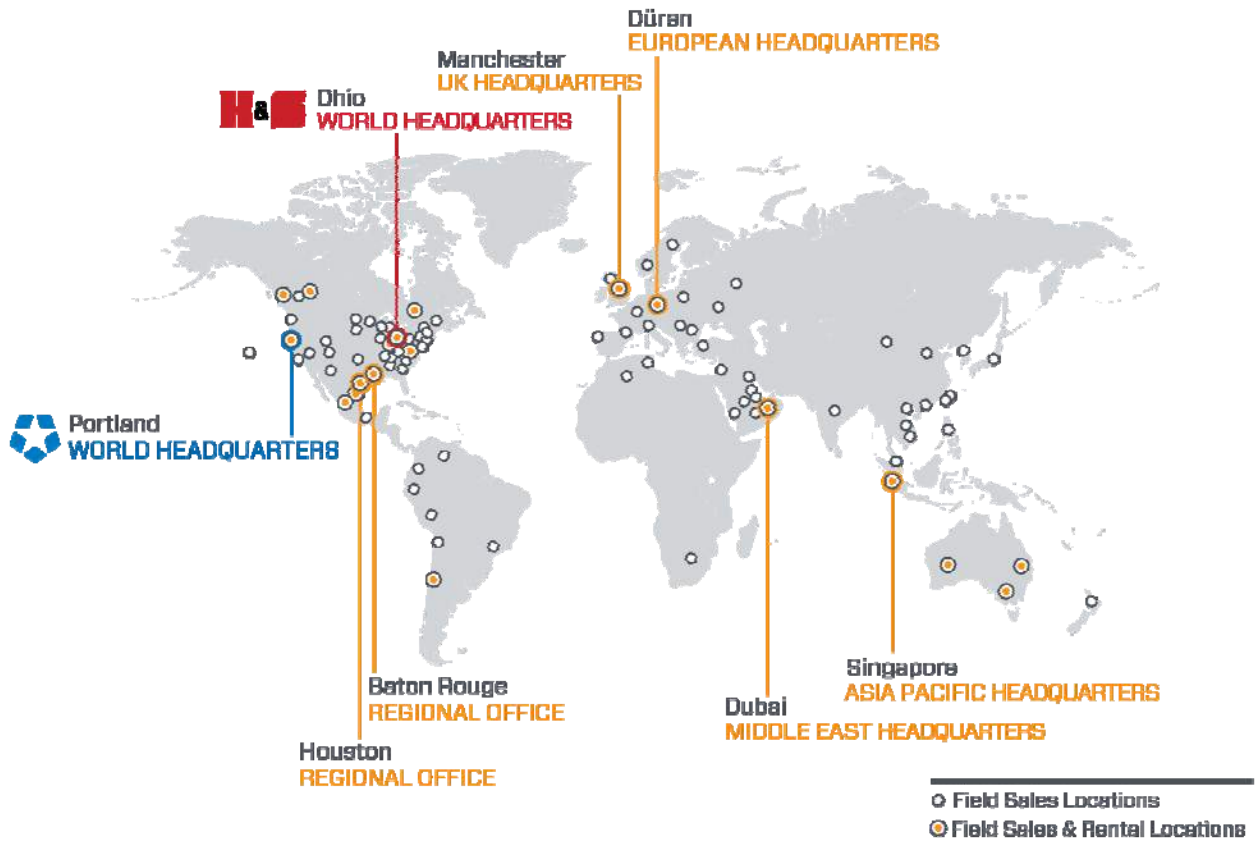 Düren
EUROPEAN HEADQUARTERS
Manchester
UK HEADQUARTERS
H&S
Ohio
WORLD HEADQUARTERS
Portland
WORLD HEADQUARTERS
Baton Rouge
REGIONAL OFFICE
Houston
REGIONAL OFFICE
Singapore
ASIA PACIFIC HEADQUARTERS
Dubai
MIDDLE EAST HEADQUARTERS
Field Sales Locations
Field Sales & Rental Locations